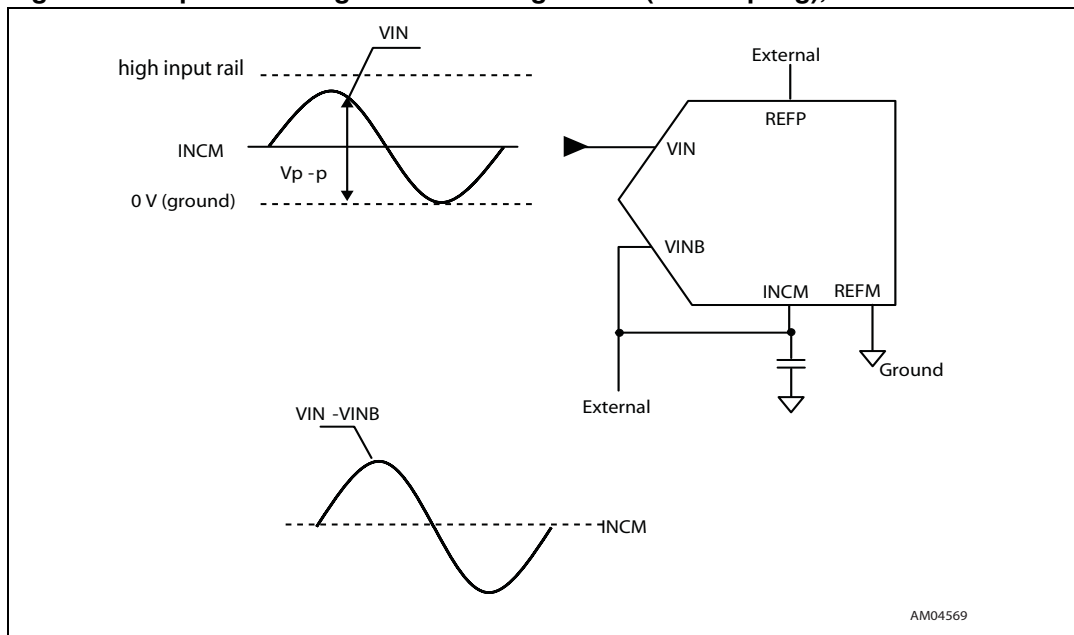 VIN
high input rail
INCM
Vp -p
0 V (ground)
External
REFP
VIN
VINB
INCM
REFM
Ground
External
VIN -VINB
INCM
AM04569